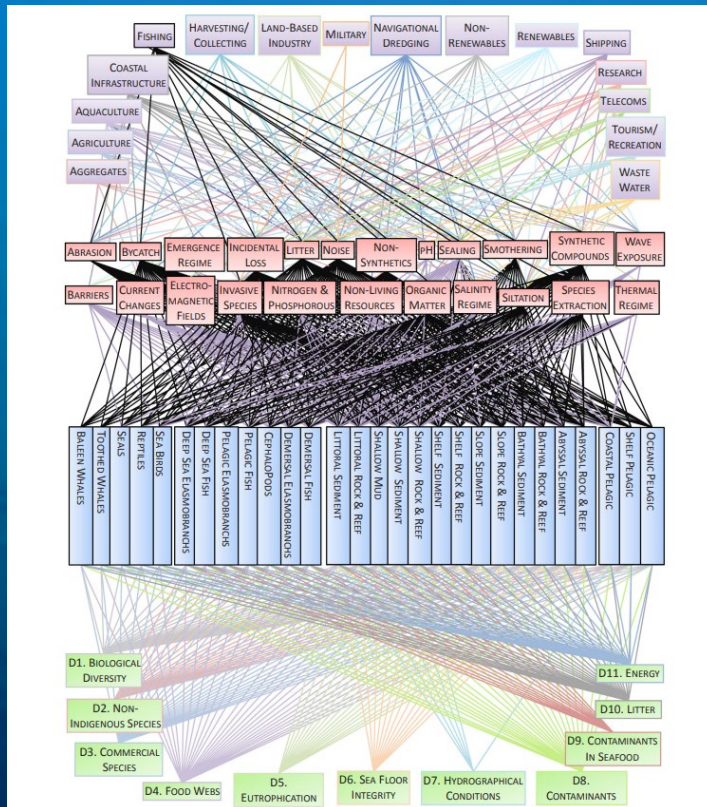 FISHING
HARVESTING/
COLLECTING
LAND-BASED
INDUSTRY
MILITARY
NAVIGATIONAL
DREDGING
NON-
RENEWABLES
RENEWABLES
SHIPPING
COASTAL
INFRASTRUCTURE
RESEARCH
AQUACULTURE
TELECOMS
AGRICULTURE
TOURISM/
RECREATION
AGGREGATES
WASTE
WATER
ABRASION
BYCATCH
EMERGENCE
REGIME
INCIDENTAL
LOSS
LITTER
NOISE
NON-
SYNTHETICS
PH
SEALING
SMOTHERING
SYNTHETIC
COMPOUNDS
WAVE
EXPOSURE
BARRIERS
CURRENT
CHANGES
ELECTRO-
MAGNETIC
FIELDS
INVASIVE
SPECIES
NITROGEN &
PHOSPHOROUS
NON-LIVING
RESOURCES
ORGANIC
MATTER
SALINITY
REGIME
SILTATION
SPECIES
EXTRACTION
THERMAL
REGIME
BALEEN WHALES
TOOTHED WHALES
SEALS
REPTILES
SEA BIRDS
DEEP SEA ELASMOBRANCHS
DEEP SEA FISH
PELAGIC ELASMOBRANCHS
PELAGIC FISH
CEPHALOPODS
DEMERSAL ELASMOBRANCHS
DEMERSAL FISH
LITTORAL SEDIMENT
LITTORAL ROCK & REEF
SHALLOW MUD
SHALLOW SEDIMENT
SHALLOW ROCK & REEF
SHELF SEDIMENT
SHELF ROCK & REEF
SLOPE SEDIMENT
SLOPE ROCK & REEF
BATHYAL SEDIMENT
BATHYAL ROCK & REEF
ABYSSAL SEDIMENT
ABYSSAL ROCK & REEF
COASTAL PELAGIC
SHELF PELAGIC
OCEANIC PELAGIC
D1. BIOLOGICAL
DIVERSITY
D11. ENERGY
D2. NON-
INDIGENOUS SPECIES
D10. LITTER
D3. COMMERCIAL
SPECIES
D9. CONTAMINANTS
IN SEAFOOD
D4. FOOD WEBS
D5.
EUTROPHICATION
D6. SEA FLOOR
INTEGRITY
D7. HYDROGRAPHICAL
CONDITIONS
D8.
CONTAMINANTS